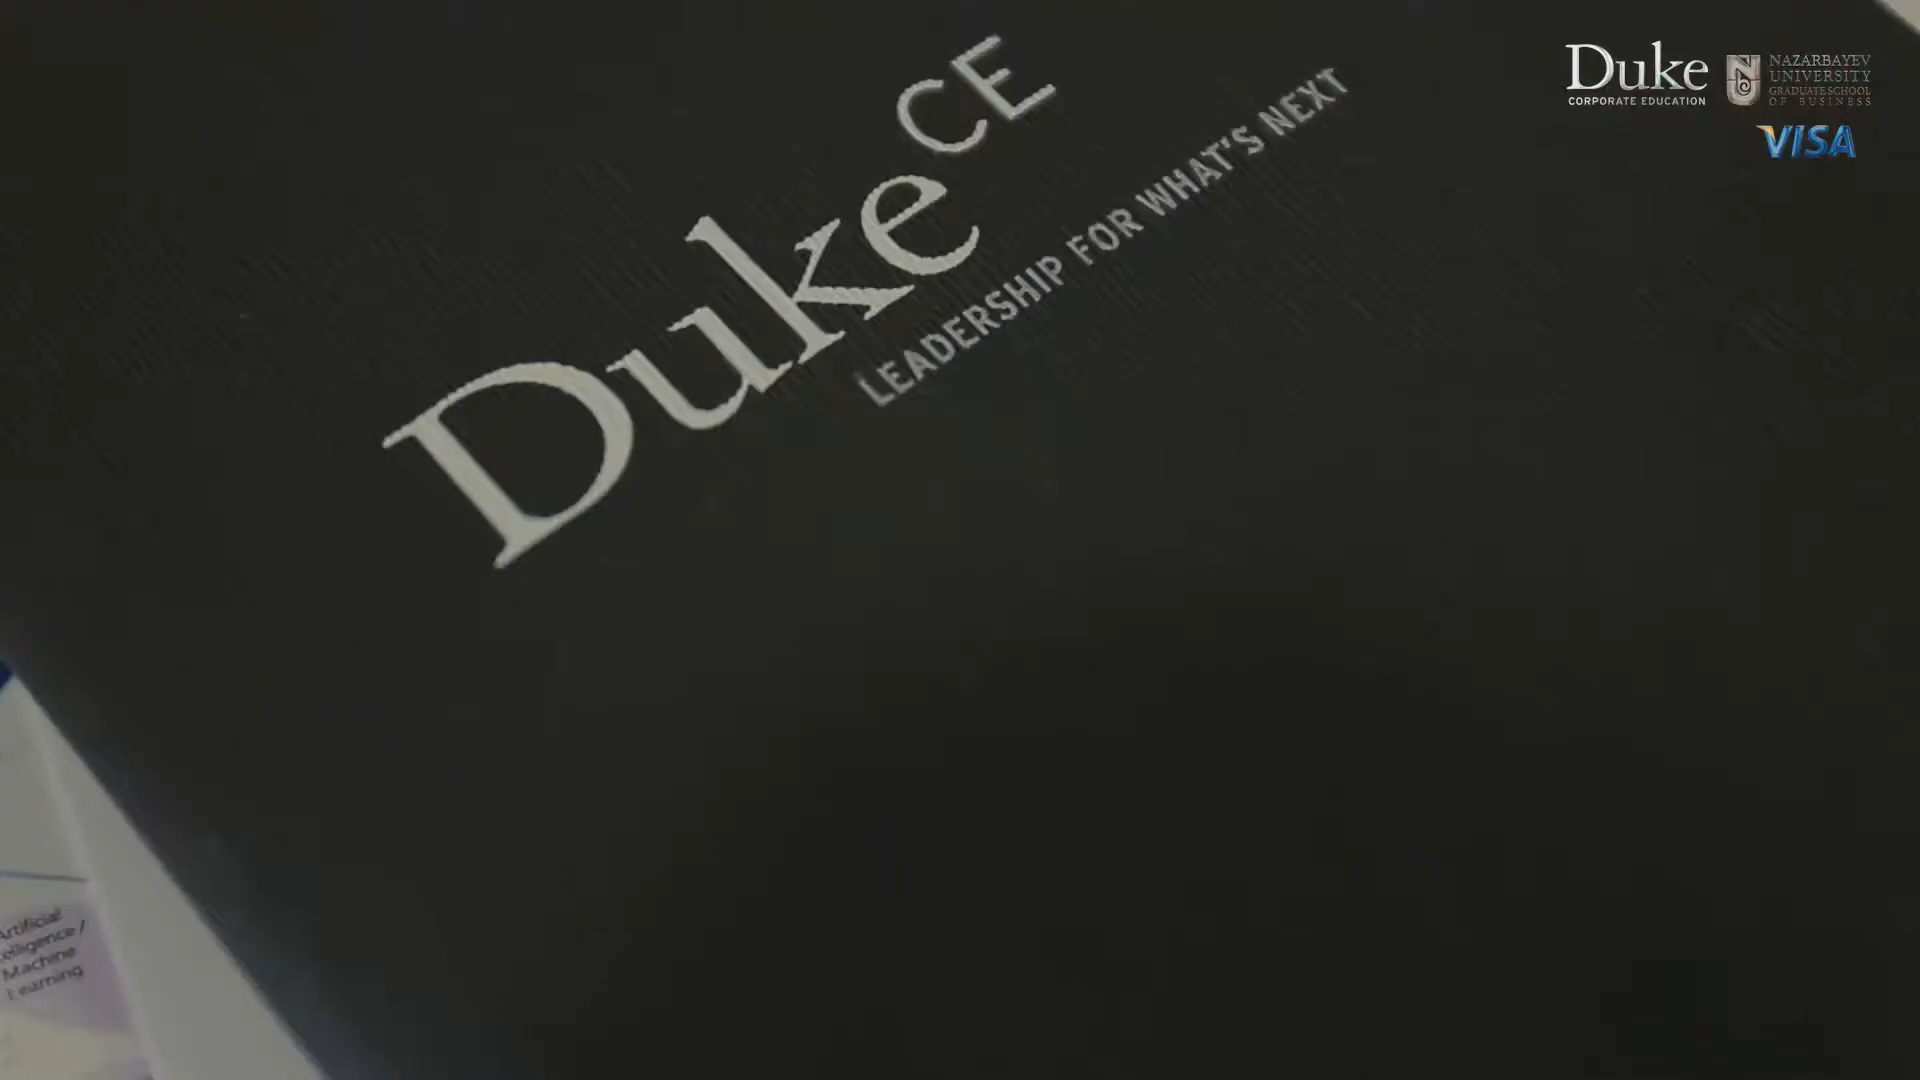 Duke CE
LEADERSHIP FOR WHAT'S NEXT
Duke
CORPORATE EDUCATION
NAZARBAYEV
UNIVERSITY
GRADUATE SCHOOL
OF BUSINESS
VISA
Artificial
elligence /
Machine
Learning